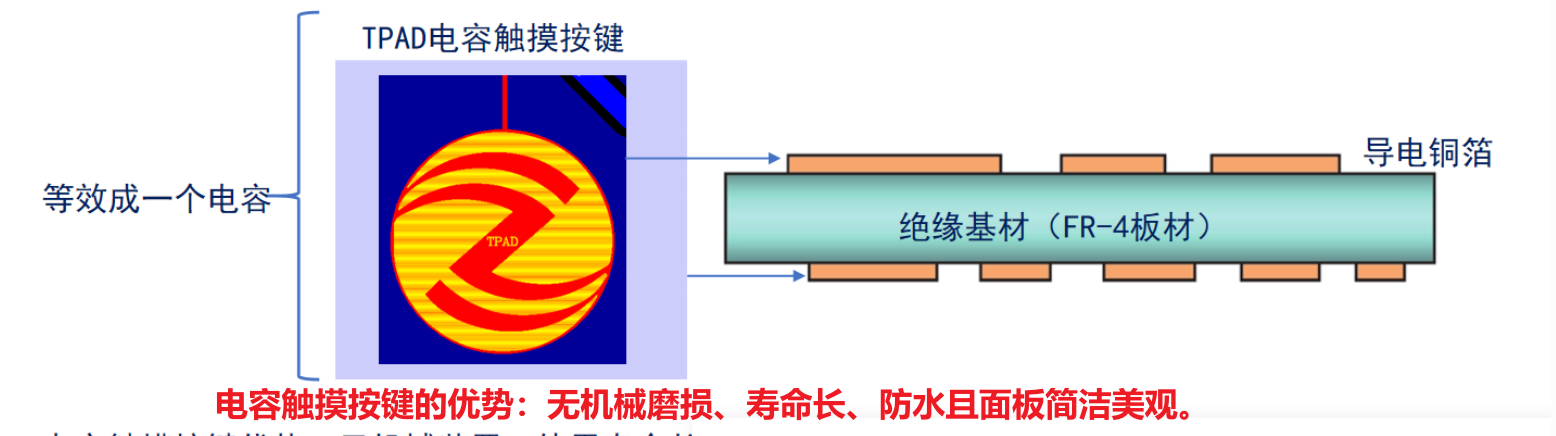 TPAD电容触摸按键
导电铜箔
等效成一个电容
绝缘基材（FR-4板材）
TPAD
电容触摸按键的优势：无机械磨损、寿命长、防水且面板简洁美观。